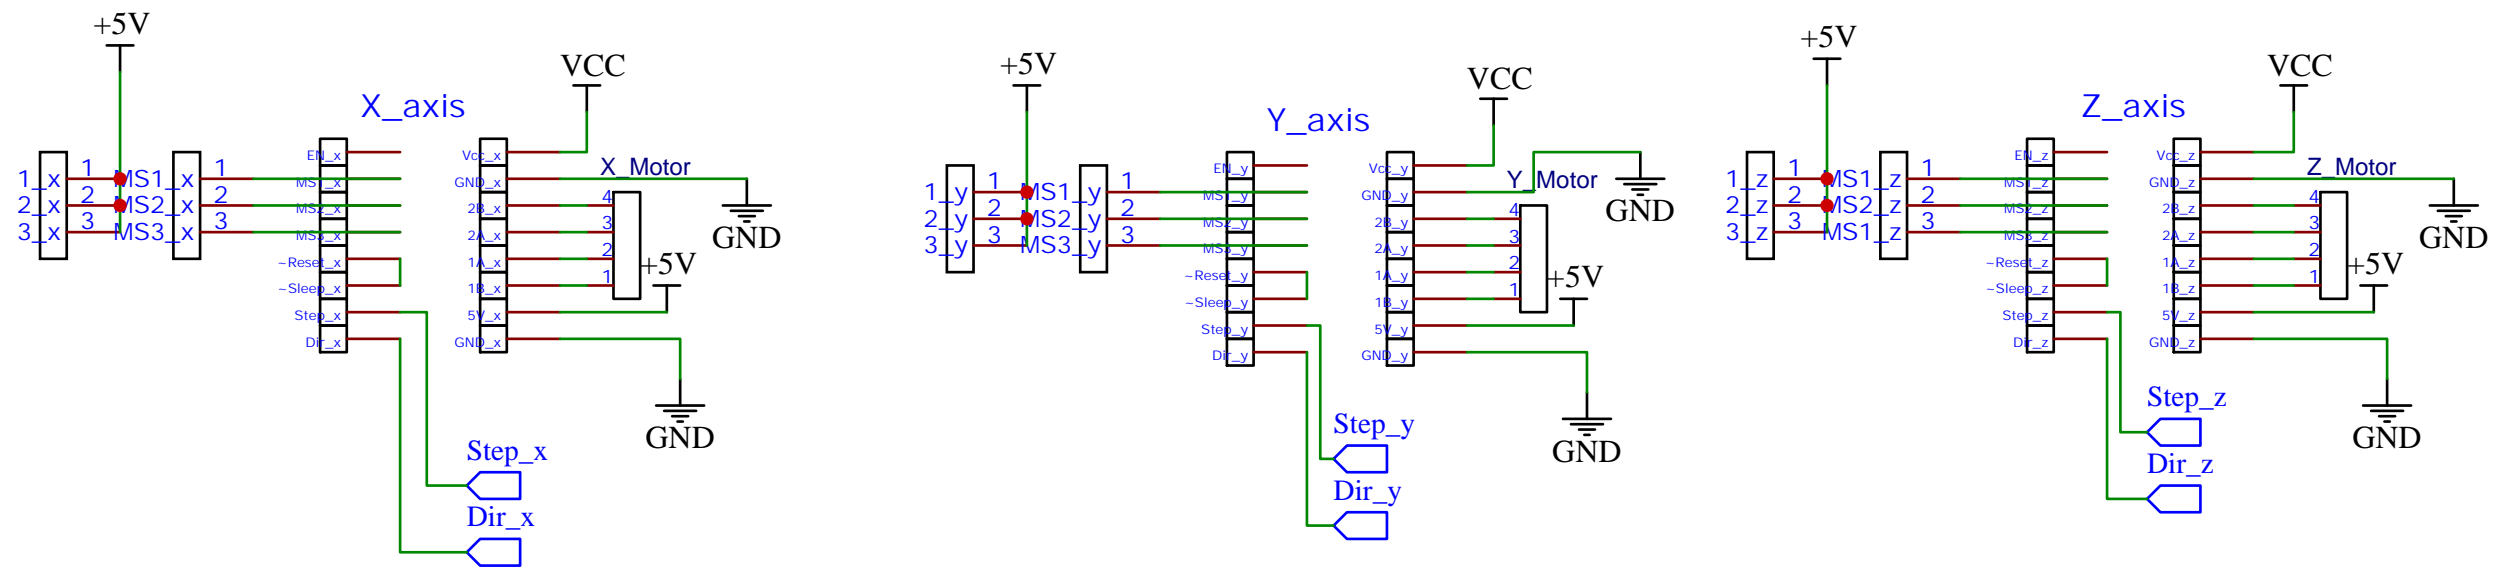 +5V
VCC
X_axis
1_x 1
2_x 2
3_x 3
MS1_x 1
MS2_x 2
MS3_x 3
EN_x
MS1_x
MS2_x
MS3_x
~Reset_x
~Sleep_x
Step_x
Dir_x
Vcc_x
GND_x
2B_x
2A_x
1A_x
1B_x
5V_x
GND_x
X_Motor
4
3
2
1
+5V
GND
GND
Step_x
Dir_x
+5V
VCC
Y_axis
1_y 1
2_y 2
3_y 3
MS1_y 1
MS2_y 2
MS3_y 3
EN_y
MS1_y
MS2_y
MS3_y
~Reset_y
~Sleep_y
Step_y
Dir_y
Vcc_y
GND_y
2B_y
2A_y
1A_y
1B_y
5V_y
GND_y
Y_Motor
4
3
2
1
+5V
GND
GND
Step_y
Dir_y
+5V
VCC
Z_axis
1_z 1
2_z 2
3_z 3
MS1_z 1
MS2_z 2
MS1_z 3
EN_z
MS1_z
MS2_z
MS3_z
~Reset_z
~Sleep_z
Step_z
Dir_z
Vcc_z
GND_z
2B_z
2A_z
1A_z
1B_z
5V_z
GND_z
Z_Motor
4
3
2
1
+5V
GND
GND
Step_z
Dir_z